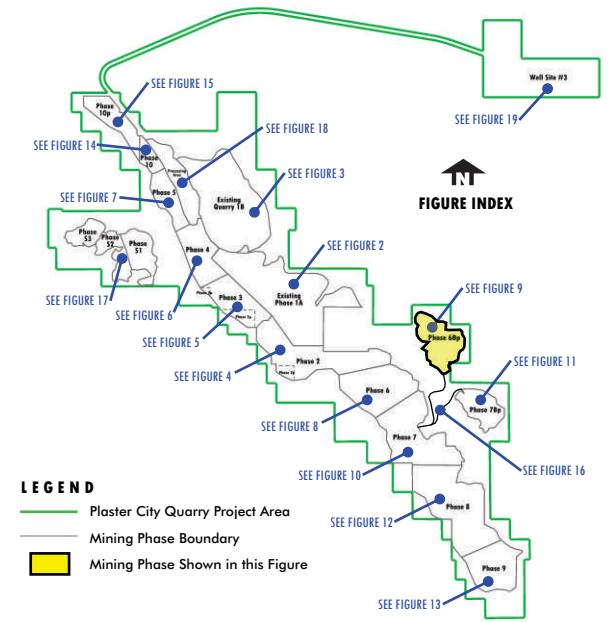 Well Site #3
SEE FIGURE 19
SEE FIGURE 15
Phase
10p
SEE FIGURE 18
SEE FIGURE 14
Phase
10
Processing
Area
SEE FIGURE 3
N
FIGURE INDEX
SEE FIGURE 7
Phase 5
Existing
Quarry 1B
Phase
S3
Phase
S2
Phase
S1
Phase 4
SEE FIGURE 2
SEE FIGURE 17
SEE FIGURE 6
Phase 3
Existing
Phase 1A
SEE FIGURE 9
Phase 6Bp
SEE FIGURE 5
SEE FIGURE 4
Phase 2
Phase 2p
SEE FIGURE 11
Phase 6
Phase 7Bp
SEE FIGURE 8
Phase 7
SEE FIGURE 10
SEE FIGURE 16
LEGEND
Plaster City Quarry Project Area
Mining Phase Boundary
Mining Phase Shown in this Figure
Phase 8
SEE FIGURE 12
Phase 9
SEE FIGURE 13